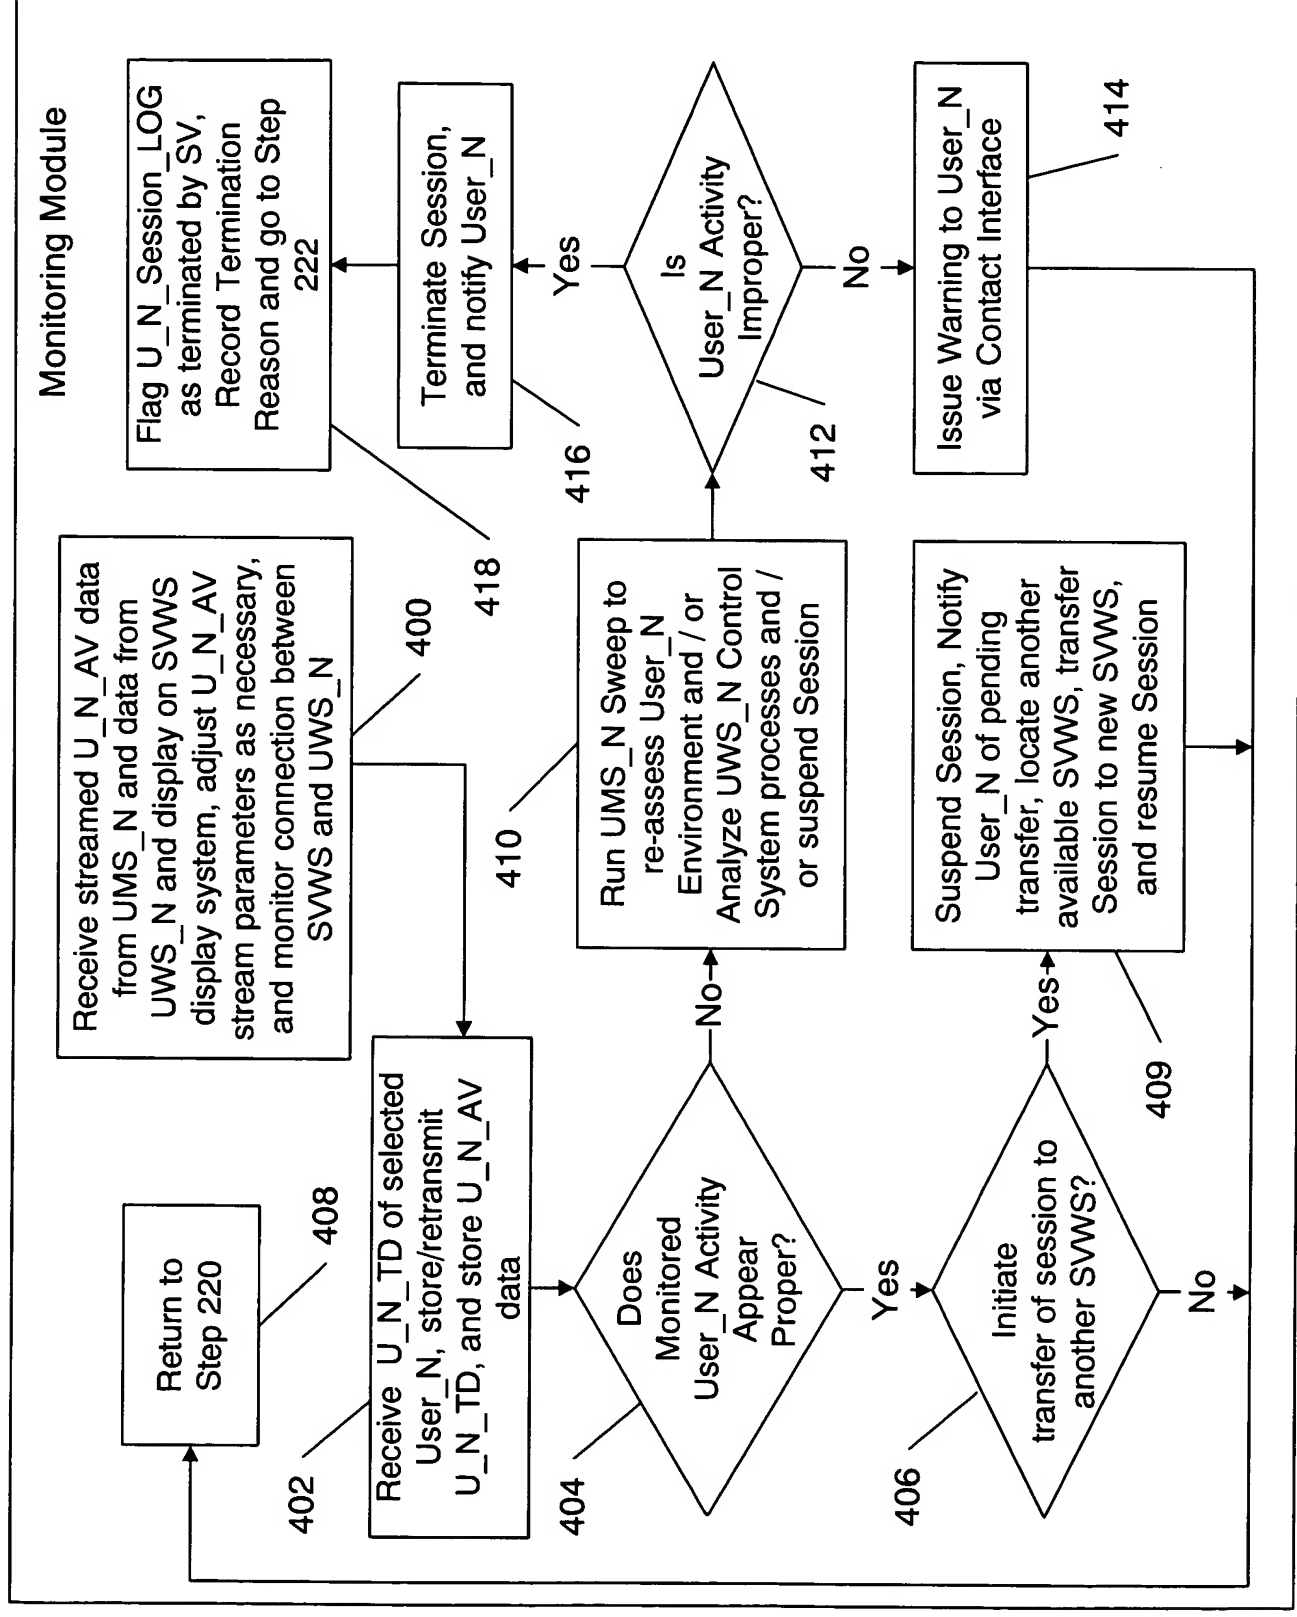 Monitoring Module
Receive streamed U_N_AV data
from UMS_N and data from
UWS_N and display on SVWS
display system, adjust U_N_AV
stream parameters as necessary,
and monitor connection between
SVWS and UWS_N
400
Return to
Step 220
408
Receive U_N_TD of selected
User_N, store/retransmit
U_N_TD, and store U_N_AV
data
402
Does
Monitored
User_N Activity
Appear
Proper?
404
No
Yes
Initiate
transfer of session to
another SVWS?
406
Yes
No
Suspend Session, Notify
User_N of pending
transfer, locate another
available SVWS, transfer
Session to new SVWS,
and resume Session
409
Run UMS_N Sweep to
re-assess User_N
Environment and / or
Analyze UWS_N Control
System processes and /
or suspend Session
410
Is
User_N Activity
Improper?
412
Yes
No
Issue Warning to User_N
via Contact Interface
414
Terminate Session,
and notify User_N
416
Flag U_N_Session_LOG
as terminated by SV,
Record Termination
Reason and go to Step
222
418